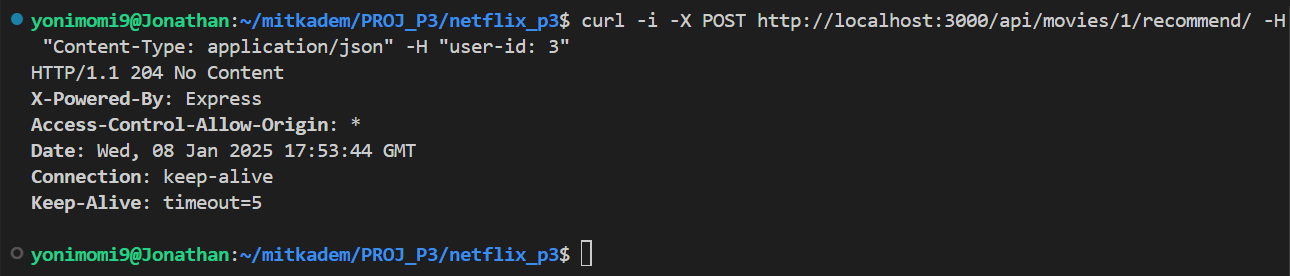 yonimomi9@Jonathan:~/mitkadem/PROJ_P3/netflix_p3$ curl -i -X POST http://localhost:3000/api/movies/1/recommend/ -H
"Content-Type: application/json" -H "user-id: 3"
HTTP/1.1 204 No Content
X-Powered-By: Express
Access-Control-Allow-Origin: *
Date: Wed, 08 Jan 2025 17:53:44 GMT
Connection: keep-alive
Keep-Alive: timeout=5
yonimomi9@Jonathan:~/mitkadem/PROJ_P3/netflix_p3$